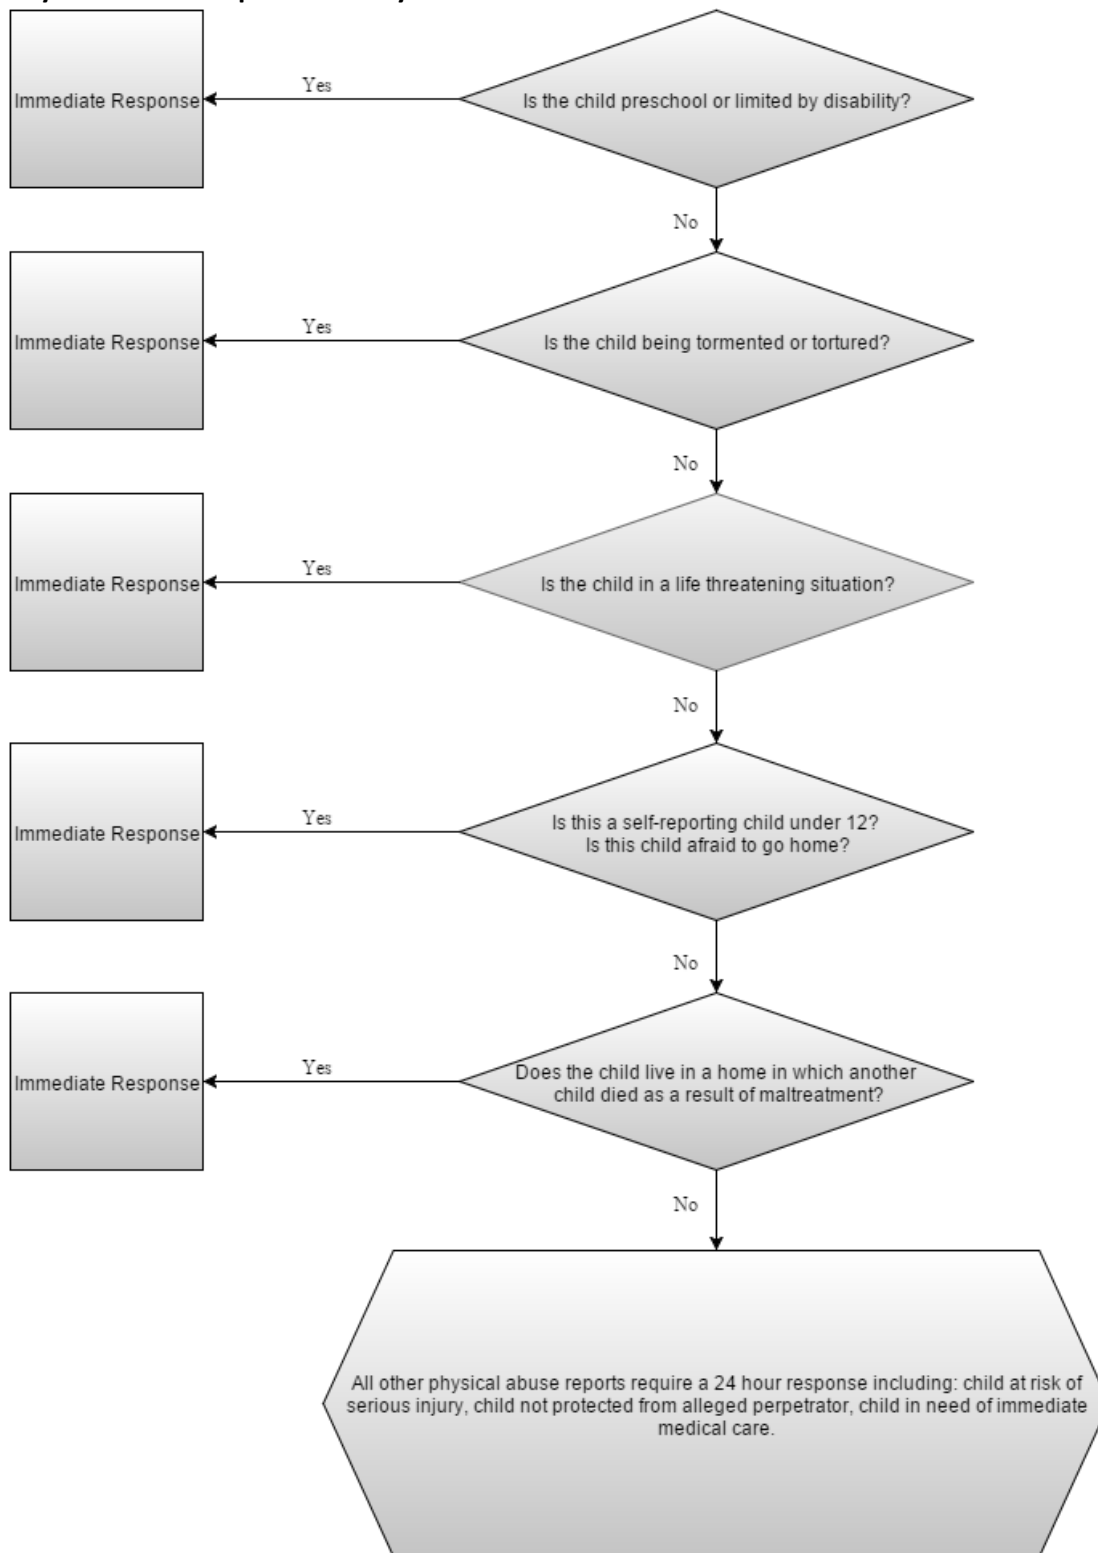 Is the child preschool or limited by disability?
Yes
Immediate Response
No
Is the child being tormented or tortured?
Yes
Immediate Response
No
Is the child in a life threatening situation?
Yes
Immediate Response
No
Is this a self-reporting child under 12?
Is this child afraid to go home?
Yes
Immediate Response
No
Does the child live in a home in which another
child died as a result of maltreatment?
Yes
Immediate Response
No
All other physical abuse reports require a 24 hour response including: child at risk of
serious injury, child not protected from alleged perpetrator, child in need of immediate
medical care.